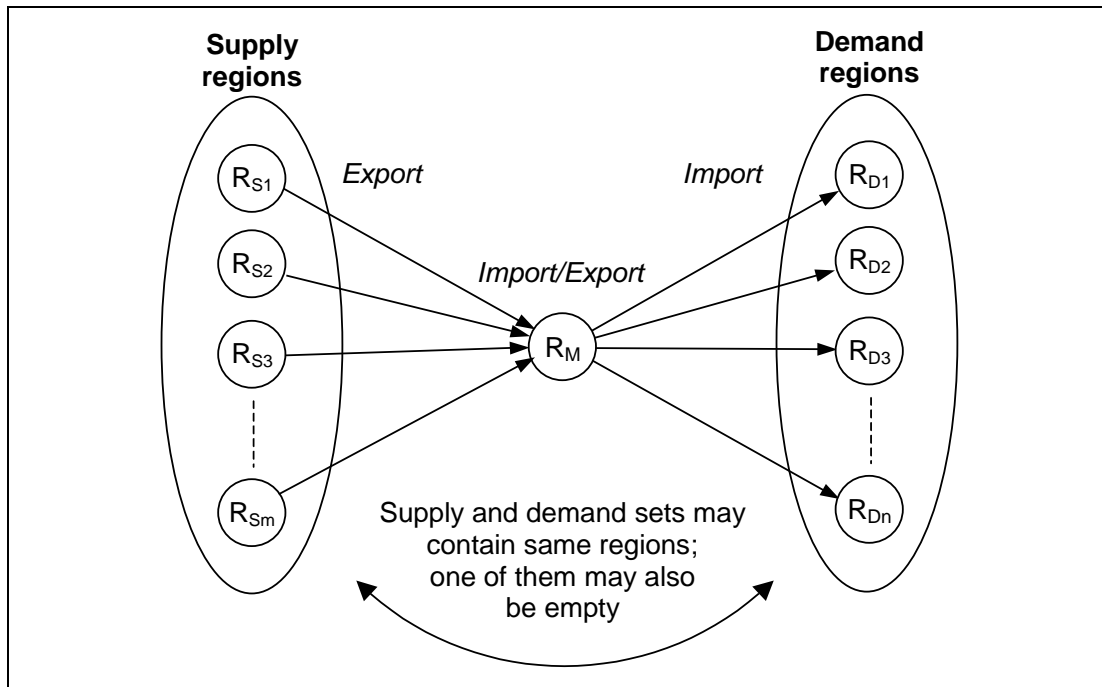 Supply
regions
Demand
regions
Export
Import
R_S1
R_D1
R_S2
R_D2
Import/Export
R_S3
R_M
R_D3
R_Sm
R_Dn
Supply and demand sets may
contain same regions;
one of them may also
be empty